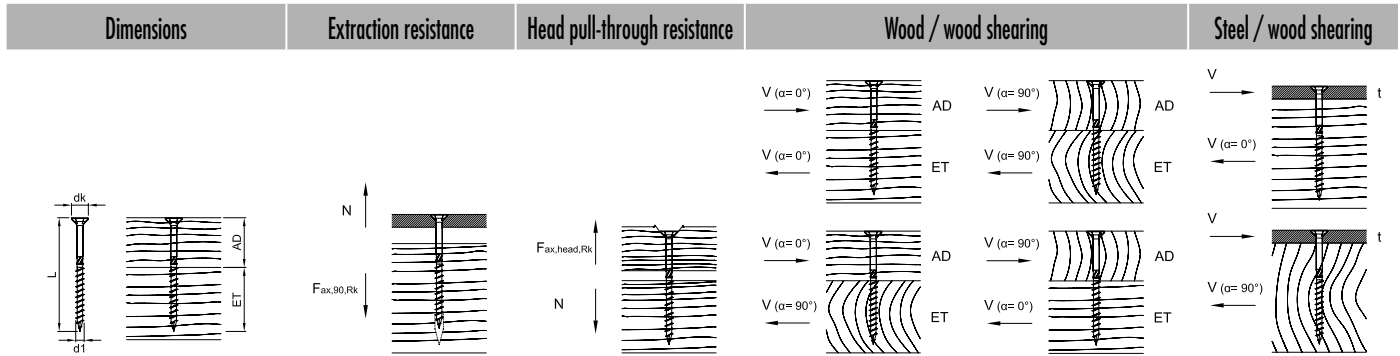 Dimensions
Extraction resistance
Head pull-through resistance
Wood / wood shearing
Steel / wood shearing
dk
L
d1
AD
ET
N
Fax,90,Rk
Fax,head,Rk
N
V (α= 0°)
V (α= 0°)
AD
ET
V (α= 90°)
V (α= 90°)
AD
ET
V (α= 0°)
V (α= 90°)
AD
ET
V (α= 90°)
V (α= 0°)
AD
ET
V
t
V (α= 0°)
V
t
V (α= 90°)